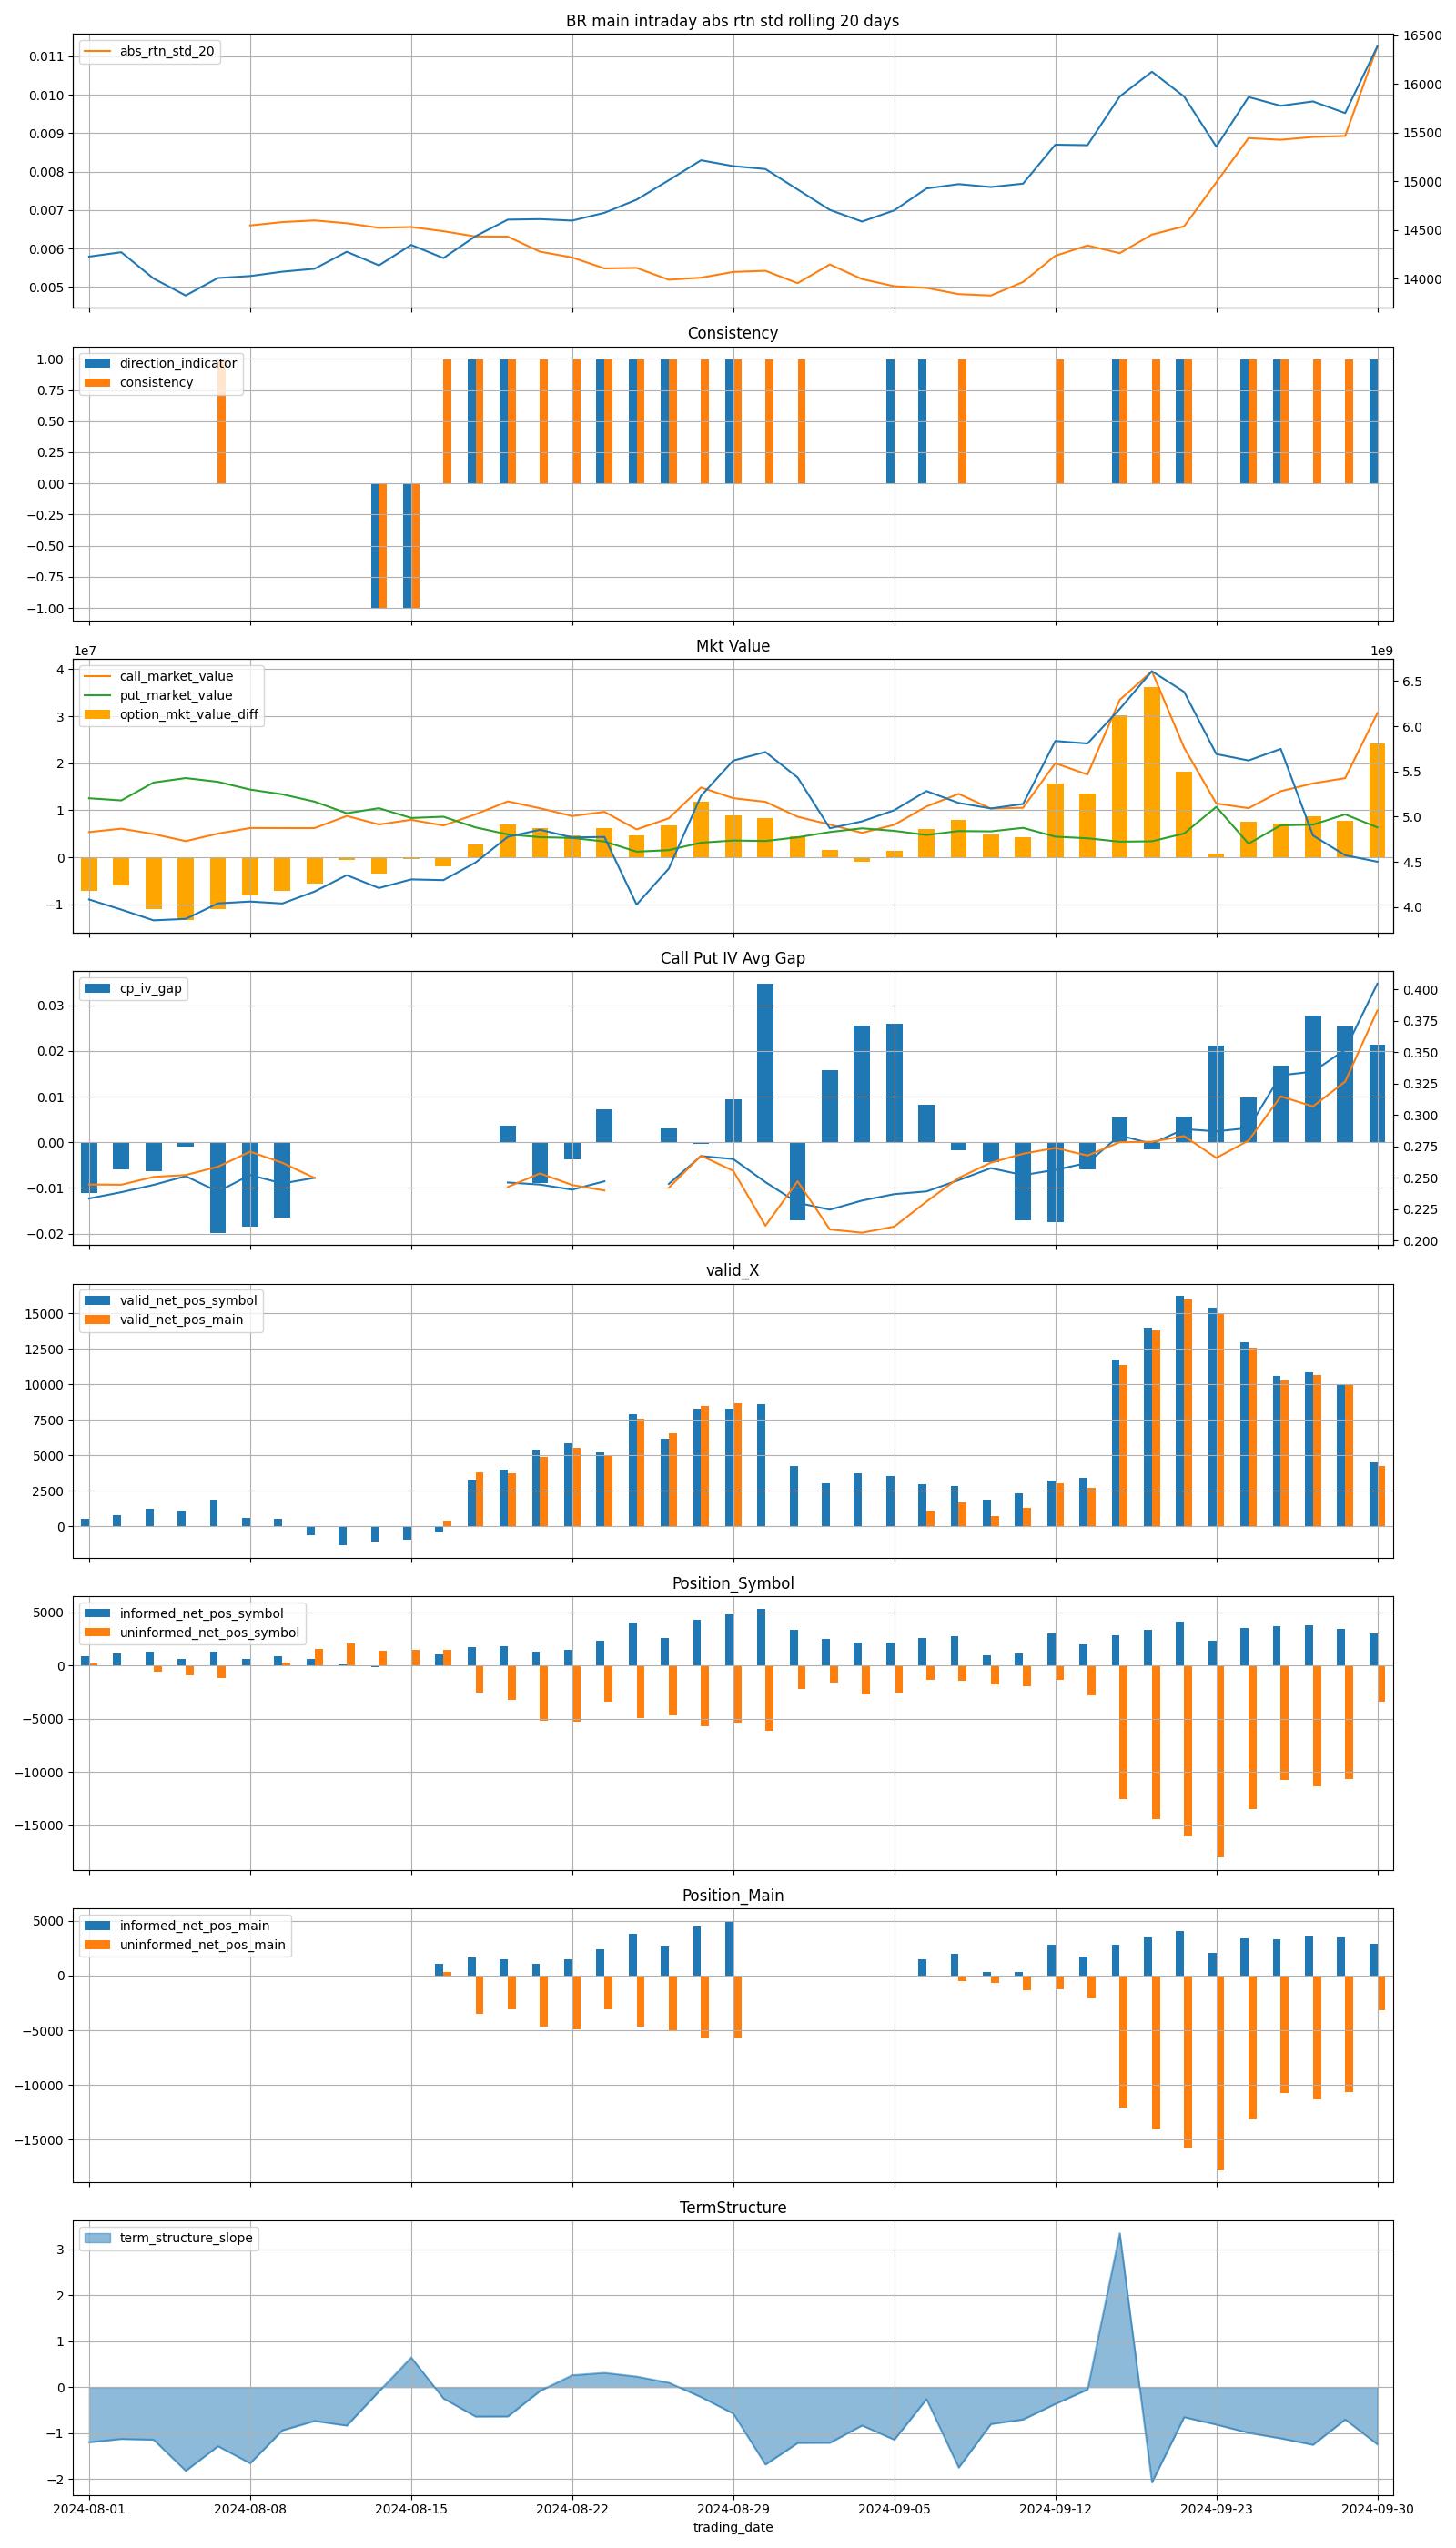 BR main intraday abs rtn std rolling 20 days
abs_rtn_std_20
0.011
0.010
0.009
0.008
0.007
0.006
0.005
16500
16000
15500
15000
14500
14000
Consistency
direction_indicator
consistency
1.00
0.75
0.50
0.25
0.00
−0.25
−0.50
−0.75
−1.00
Mkt Value
1e7
1e9
call_market_value
put_market_value
option_mkt_value_diff
4
3
2
1
0
−1
6.5
6.0
5.5
5.0
4.5
4.0
Call Put IV Avg Gap
cp_iv_gap
0.03
0.02
0.01
0.00
−0.01
−0.02
0.400
0.375
0.350
0.325
0.300
0.275
0.250
0.225
0.200
valid_X
valid_net_pos_symbol
valid_net_pos_main
15000
12500
10000
7500
5000
2500
0
Position_Symbol
informed_net_pos_symbol
uninformed_net_pos_symbol
5000
0
−5000
−10000
−15000
Position_Main
informed_net_pos_main
uninformed_net_pos_main
5000
0
−5000
−10000
−15000
TermStructure
term_structure_slope
3
2
1
0
−1
−2
2024-08-01 2024-08-08 2024-08-15 2024-08-22 2024-08-29 2024-09-05 2024-09-12 2024-09-23 2024-09-30
trading_date